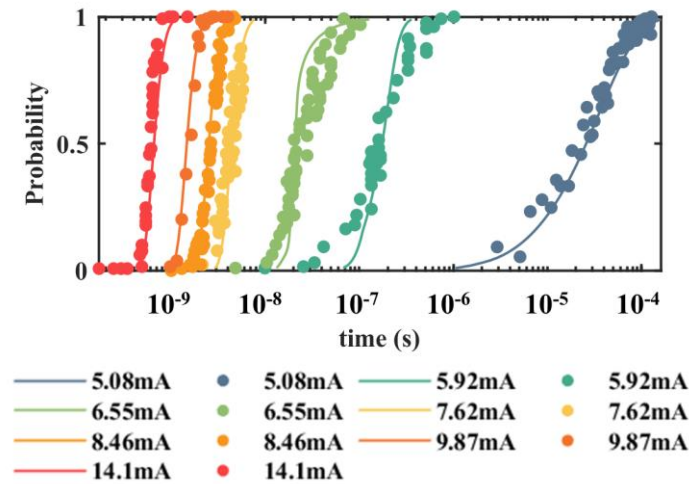 1
0.5
0
Probability
10-9 10-8 10-7 10-6 10-5 10-4
time (s)
5.08mA 5.08mA 5.92mA 5.92mA
6.55mA 6.55mA 7.62mA 7.62mA
8.46mA 8.46mA 9.87mA 9.87mA
14.1mA 14.1mA